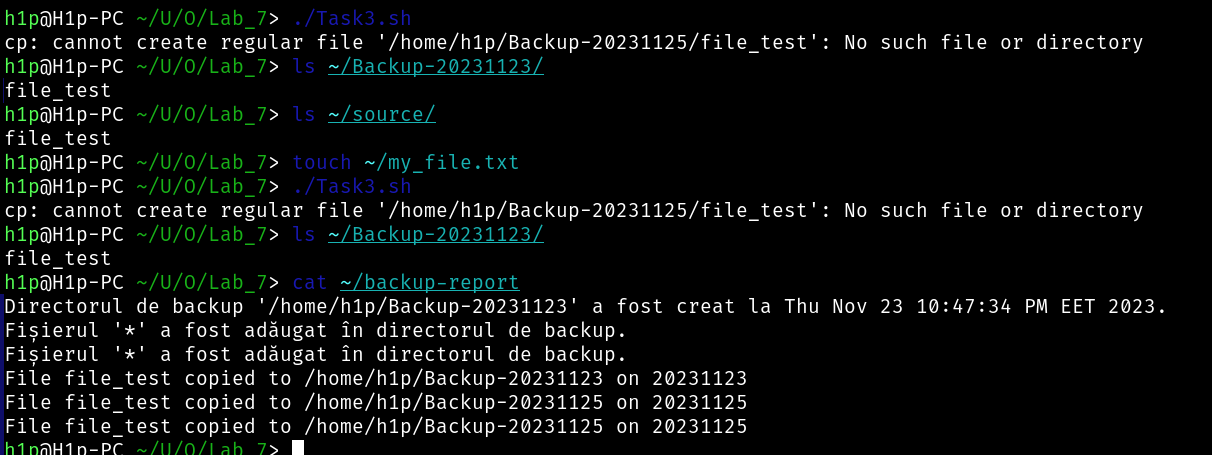 h1p@H1p-PC ~/U/O/Lab_7> ./Task3.sh
cp: cannot create regular file '/home/h1p/Backup-20231125/file_test': No such file or directory
h1p@H1p-PC ~/U/O/Lab_7> ls ~/Backup-20231123/
file_test
h1p@H1p-PC ~/U/O/Lab_7> ls ~/source/
file_test
h1p@H1p-PC ~/U/O/Lab_7> touch ~/my_file.txt
h1p@H1p-PC ~/U/O/Lab_7> ./Task3.sh
cp: cannot create regular file '/home/h1p/Backup-20231125/file_test': No such file or directory
h1p@H1p-PC ~/U/O/Lab_7> ls ~/Backup-20231123/
file_test
h1p@H1p-PC ~/U/O/Lab_7> cat ~/backup-report
Directorul de backup '/home/h1p/Backup-20231123' a fost creat la Thu Nov 23 10:47:34 PM EET 2023.
Fișierul '*' a fost adăugat în directorul de backup.
Fișierul '*' a fost adăugat în directorul de backup.
File file_test copied to /home/h1p/Backup-20231123 on 20231123
File file_test copied to /home/h1p/Backup-20231125 on 20231125
File file_test copied to /home/h1p/Backup-20231125 on 20231125
h1p@H1p-PC ~/U/O/Lab_7>